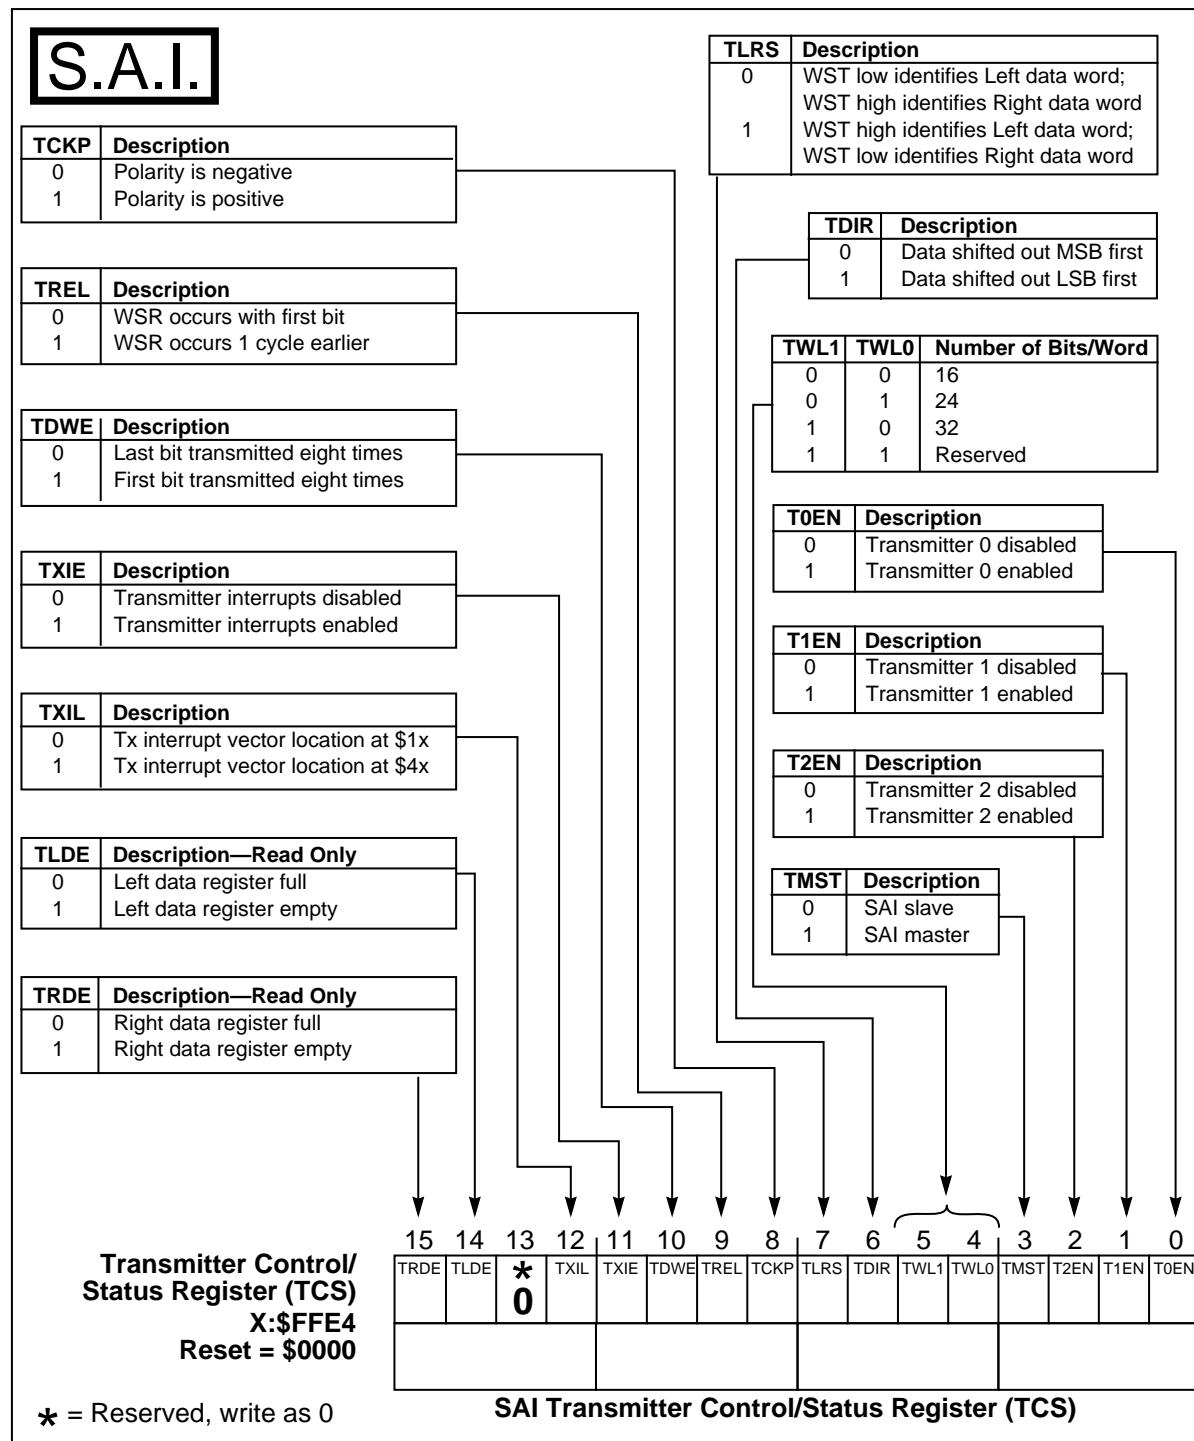 S.A.I.
TCKP Description
0 Polarity is negative
1 Polarity is positive
TREL Description
0 WSR occurs with first bit
1 WSR occurs 1 cycle earlier
TDWE Description
0 Last bit transmitted eight times
1 First bit transmitted eight times
TXIE Description
0 Transmitter interrupts disabled
1 Transmitter interrupts enabled
TXIL Description
0 Tx interrupt vector location at $1x
1 Tx interrupt vector location at $4x
TLDE Description—Read Only
0 Left data register full
1 Left data register empty
TRDE Description—Read Only
0 Right data register full
1 Right data register empty
TLRS Description
0 WST low identifies Left data word;
WST high identifies Right data word
1 WST high identifies Left data word;
WST low identifies Right data word
TDIR Description
0 Data shifted out MSB first
1 Data shifted out LSB first
TWL1 TWL0 Number of Bits/Word
0 0 16
0 1 24
1 0 32
1 1 Reserved
T0EN Description
0 Transmitter 0 disabled
1 Transmitter 0 enabled
T1EN Description
0 Transmitter 1 disabled
1 Transmitter 1 enabled
T2EN Description
0 Transmitter 2 disabled
1 Transmitter 2 enabled
TMST Description
0 SAI slave
1 SAI master
15 14 13 12 11 10 9 8 7 6 5 4 3 2 1 0
TRDE TLDE * TXIL TXIE TDWE TREL TCKP TLRS TDIR TWL1 TWL0 TMST T2EN T1EN T0EN
0
Transmitter Control/
Status Register (TCS)
X:$FFE4
Reset = $0000
* = Reserved, write as 0
SAI Transmitter Control/Status Register (TCS)